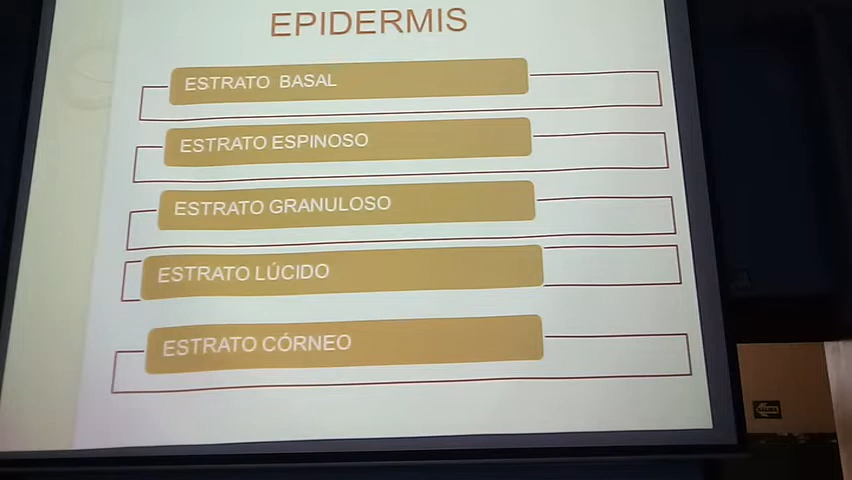 EPIDERMIS
ESTRATO BASAL
ESTRATO ESPINOSO
ESTRATO GRANULOSO
ESTRATO LÚCIDO
ESTRATO CÓRNEO